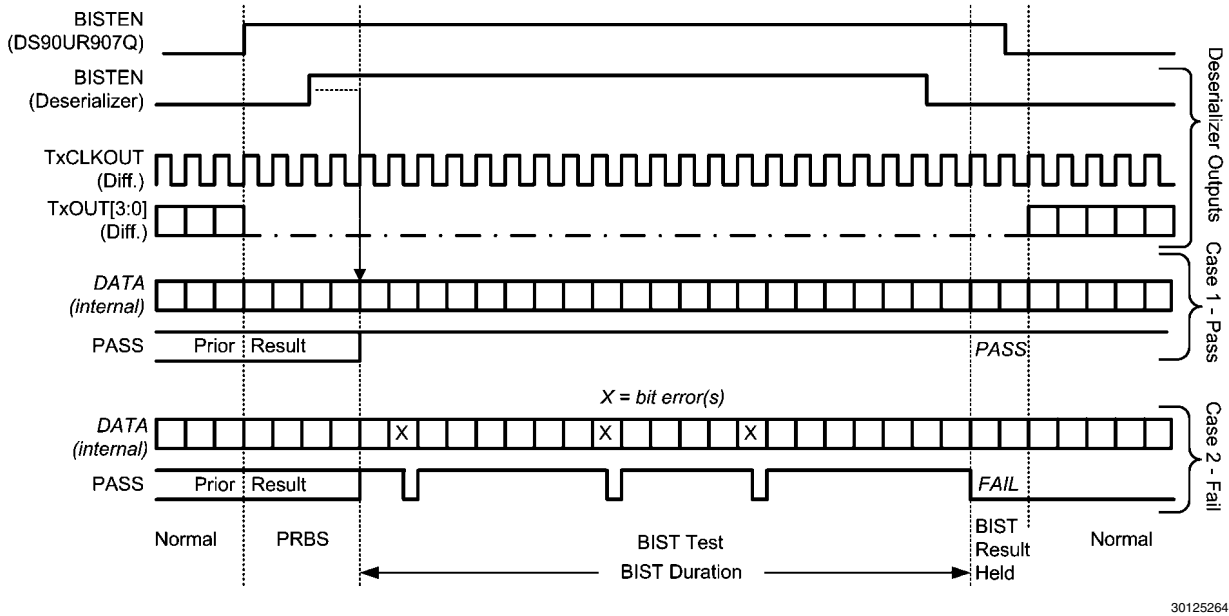 BISTEN
(DS90UR907Q)
BISTEN
(Deserializer)
TxCLKOUT
(Diff.)
TxOUT[3:0]
(Diff.)
Deserializer Outputs
DATA
(internal)
PASS
Prior Result
PASS
Case 1 - Pass
X = bit error(s)
DATA
(internal)
X X X
PASS
Prior Result
FAIL
Case 2 - Fail
Normal
PRBS
BIST Test
BIST Duration
BIST
Result
Held
Normal
30125264